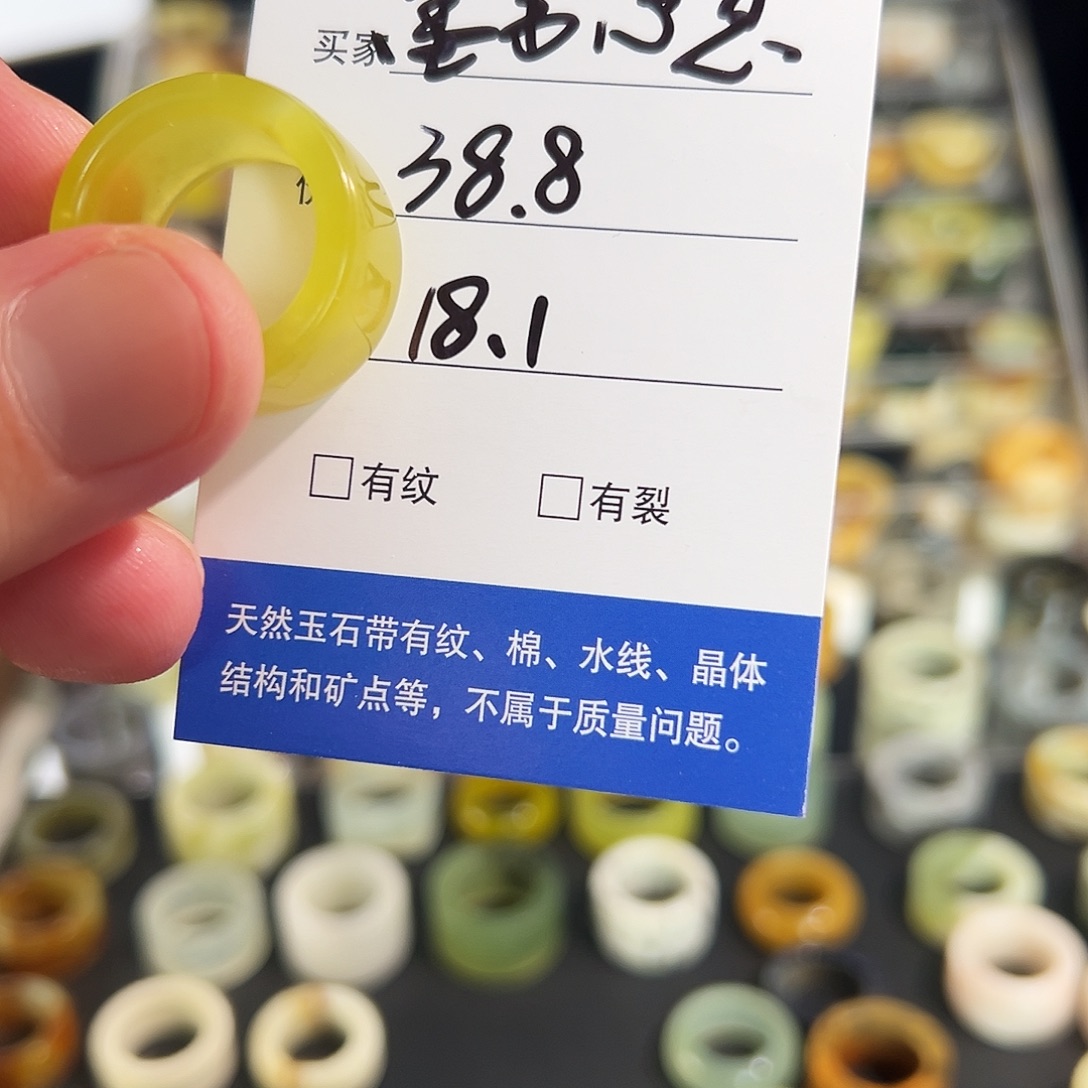 买家
38.8
18.1
□有纹 □有裂
天然玉石带有纹、棉、水线、晶体
结构和矿点等，不属于质量问题。